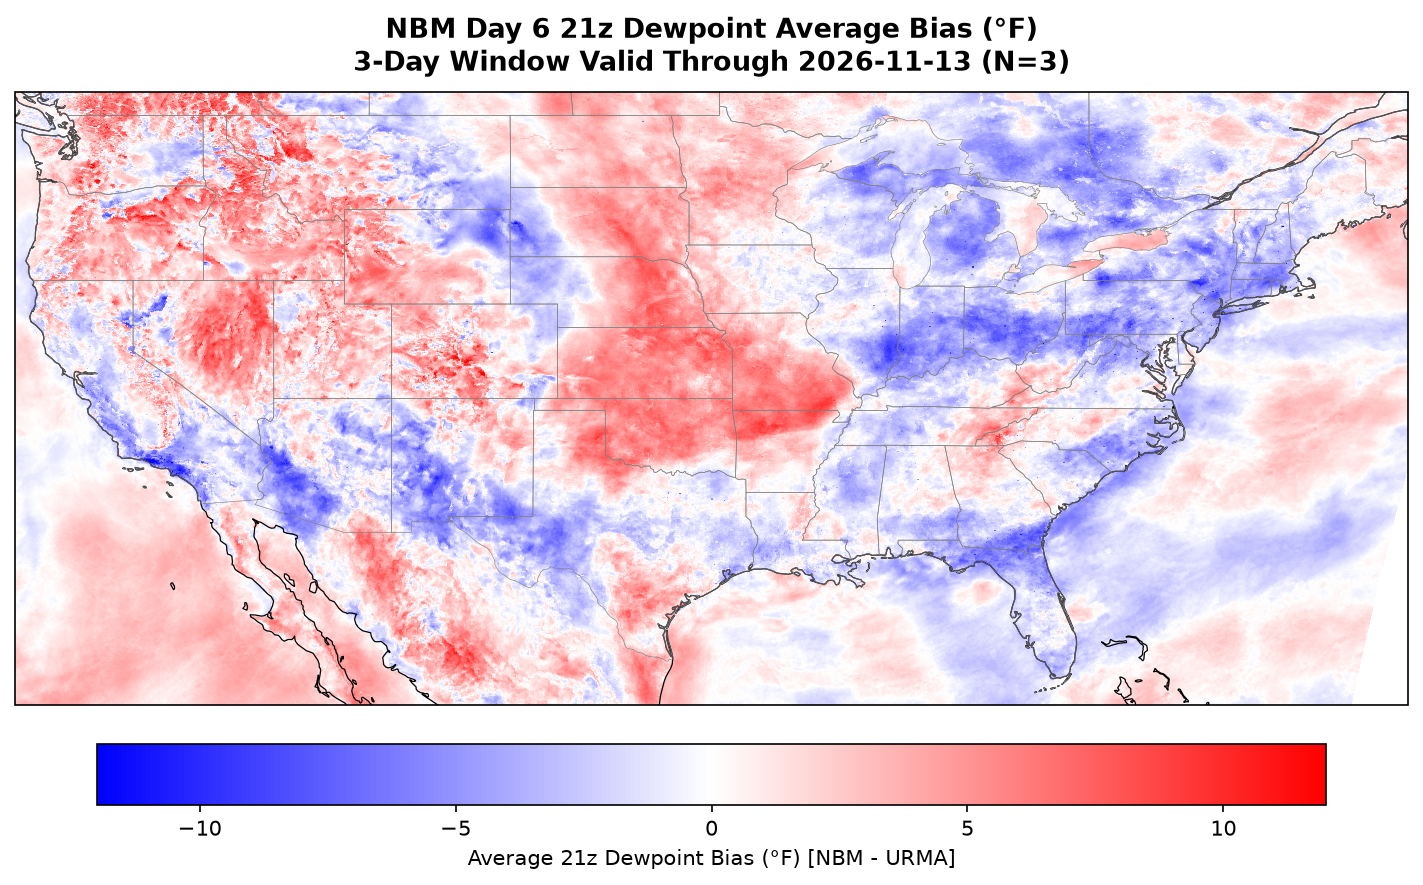 NBM Day 6 21z Dewpoint Average Bias (°F)
3-Day Window Valid Through 2026-11-13 (N=3)
−10 −5 0 5 10
Average 21z Dewpoint Bias (°F) [NBM - URMA]